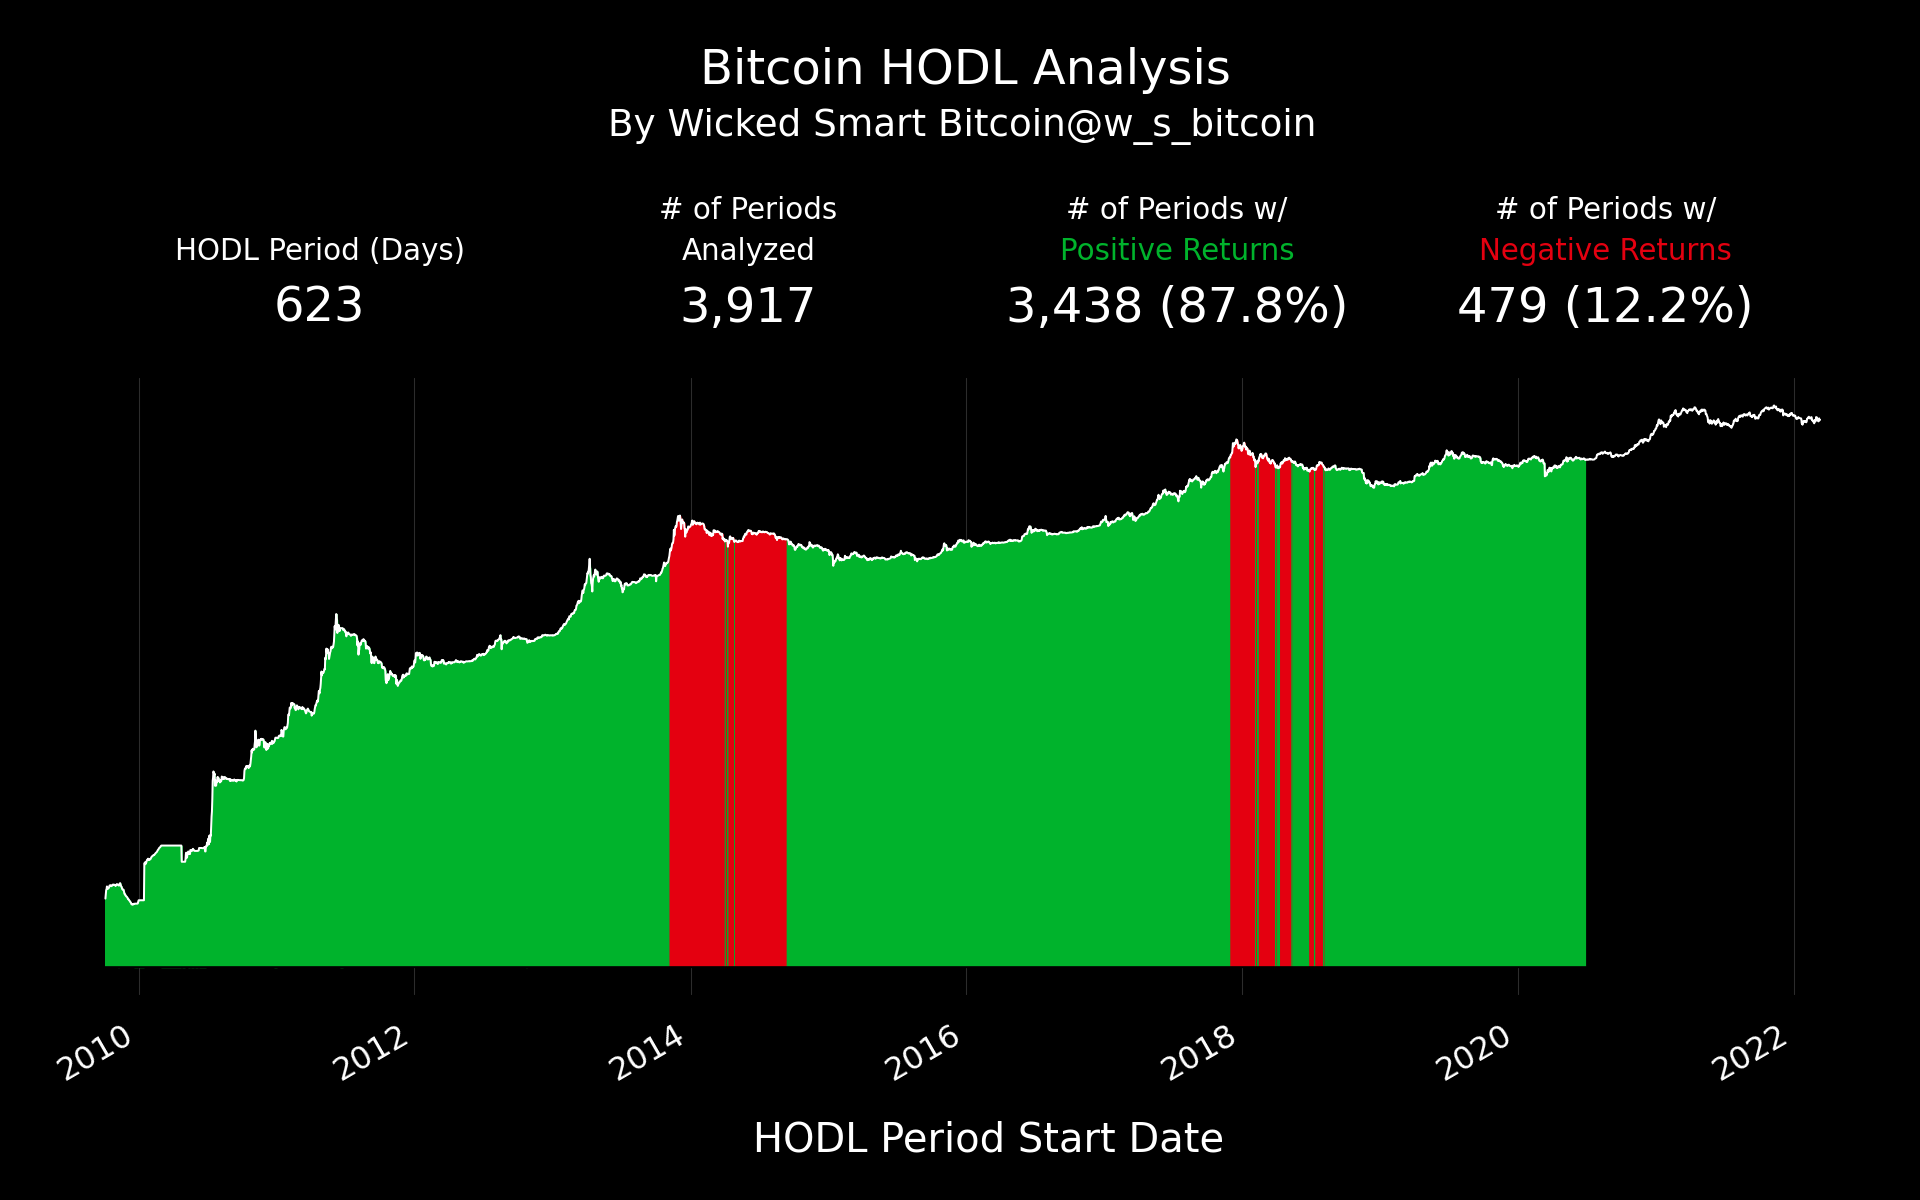 Bitcoin HODL Analysis
By Wicked Smart Bitcoin@w_s_bitcoin
HODL Period (Days)
623
# of Periods
Analyzed
3,917
# of Periods w/
Positive Returns
3,438 (87.8%)
# of Periods w/
Negative Returns
479 (12.2%)
2010
2012
2014
2016
2018
2020
2022
HODL Period Start Date